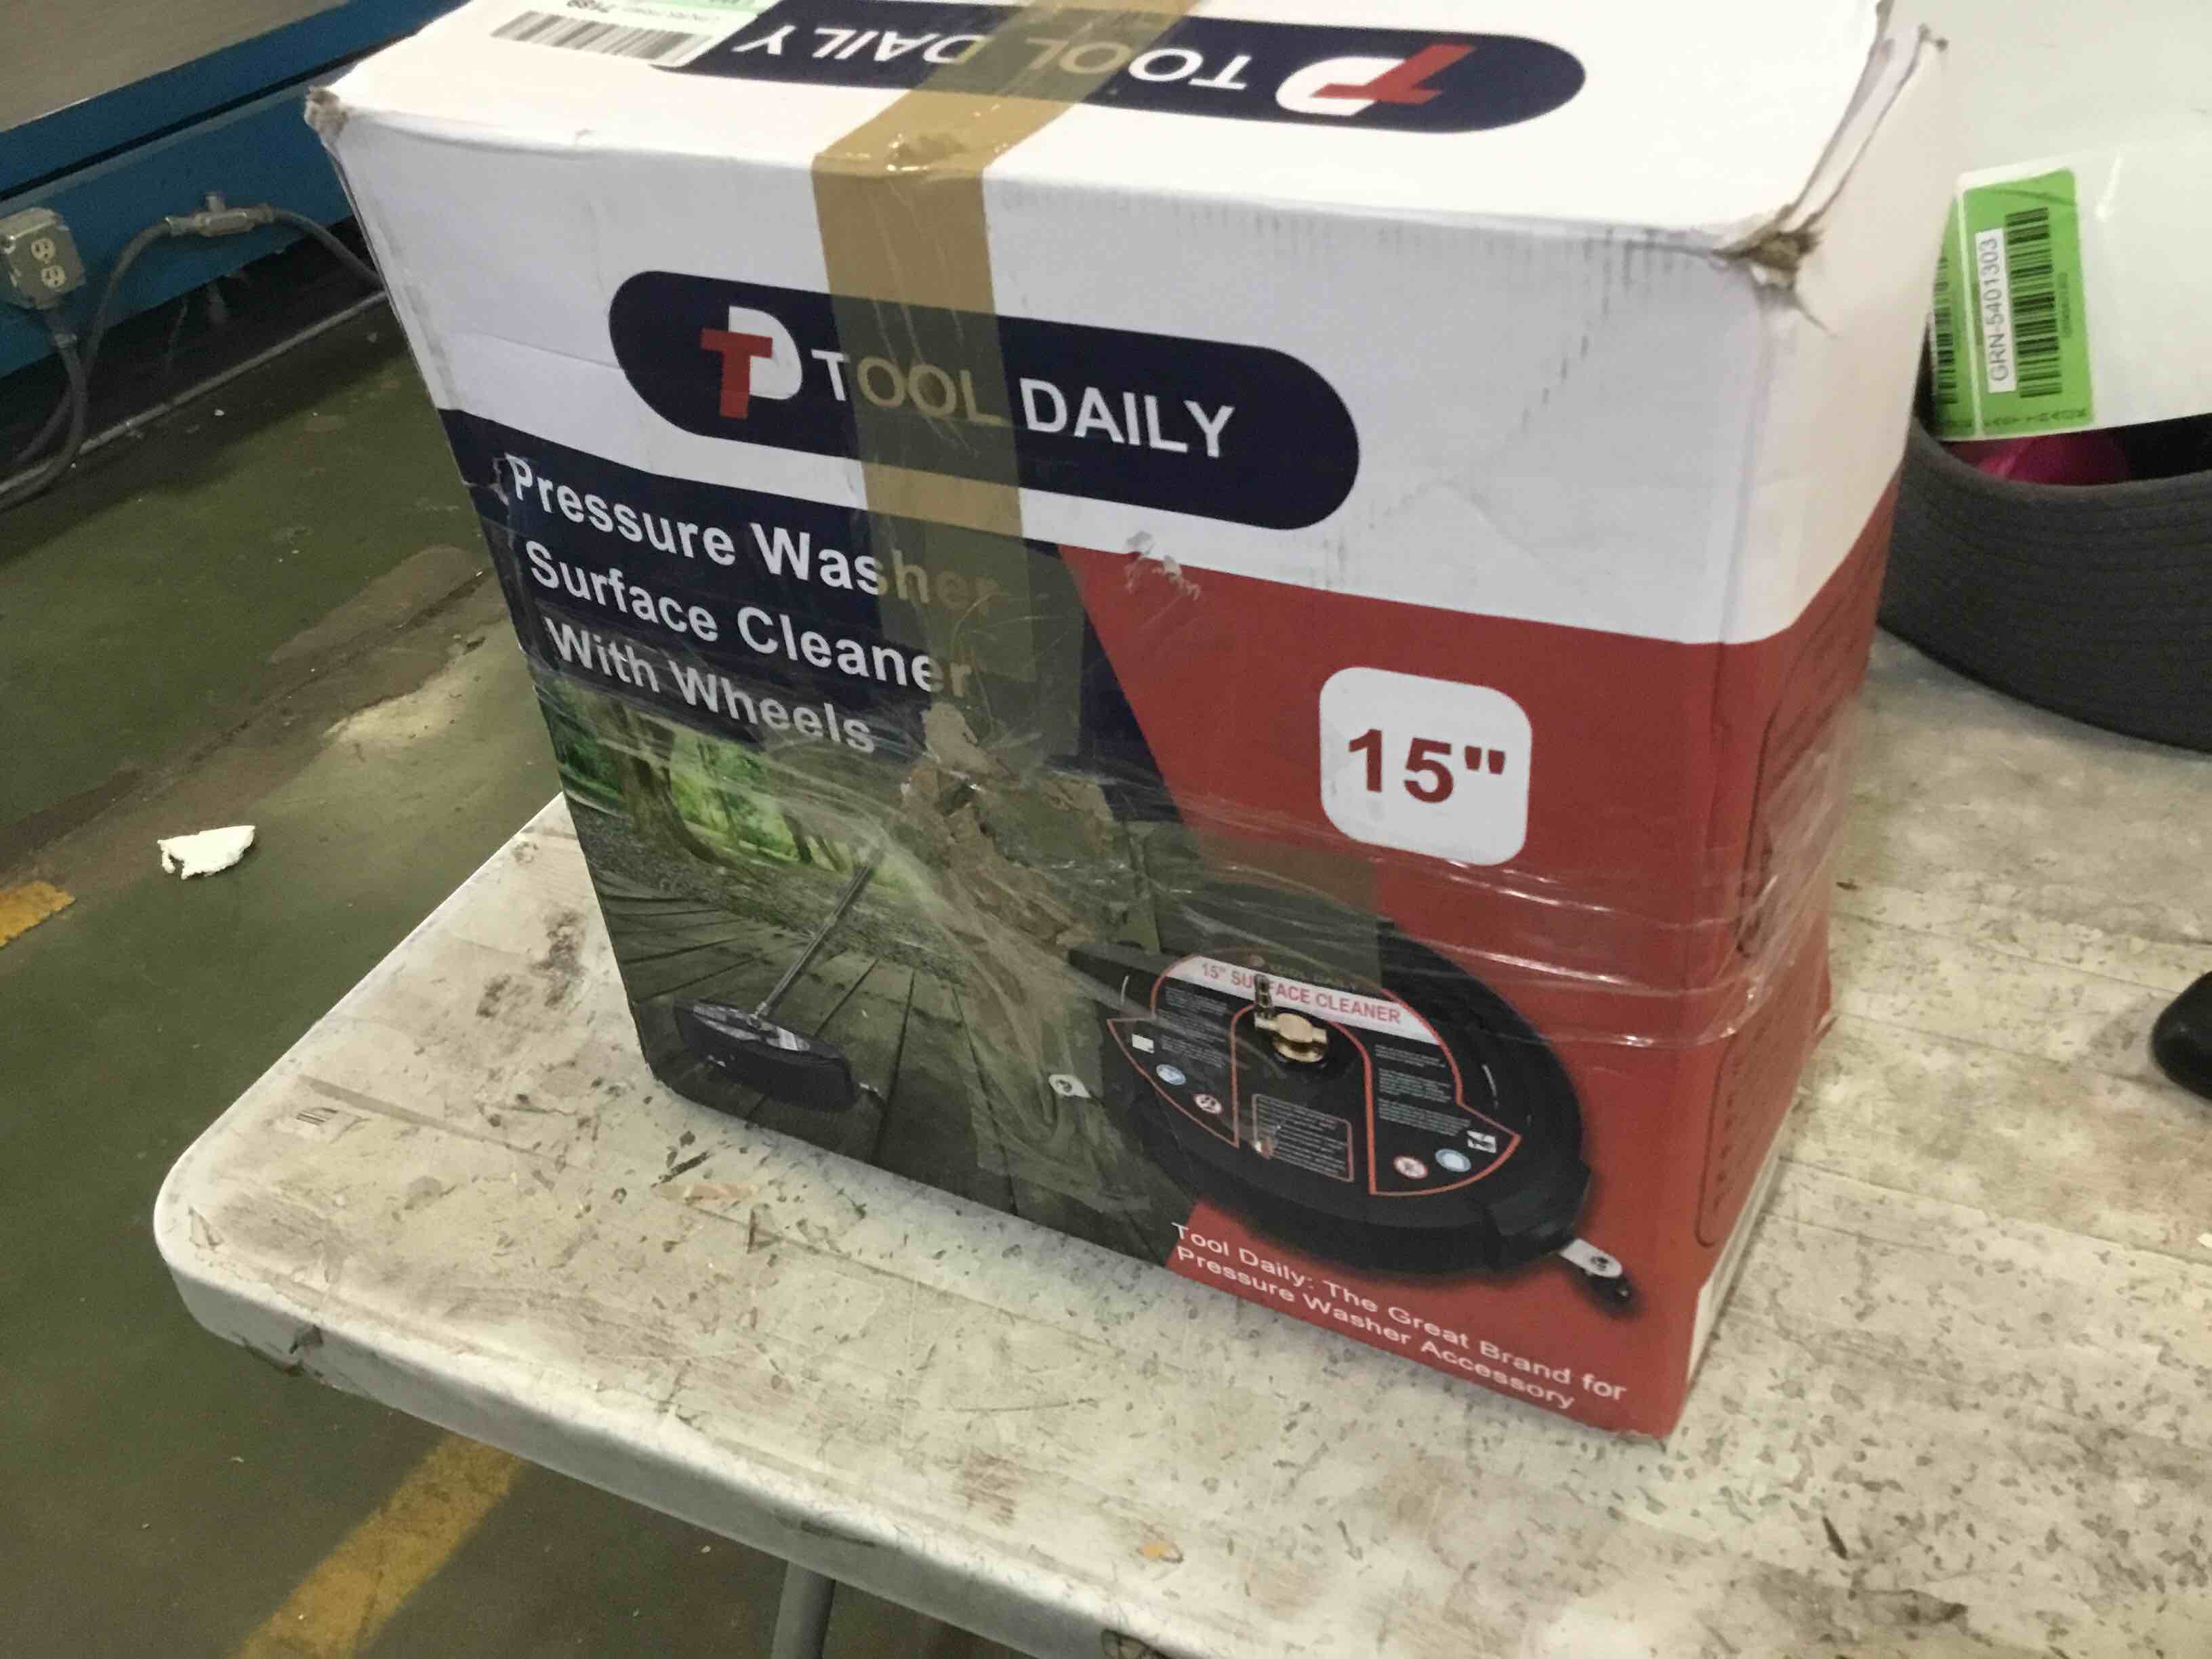 TOOL DAILY
TOOL DAILY
Pressure Washer
Surface Cleaner
With Wheels
15"
15" SURFACE CLEANER
Tool Daily: The Great Brand for
Pressure Washer Accessory
GRN-5401303